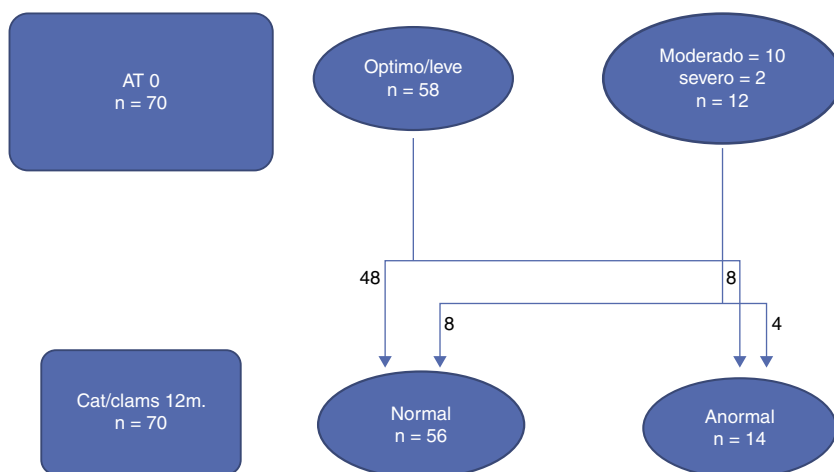 AT 0
n = 70
Optimo/leve
n = 58
Moderado = 10
severo = 2
n = 12
48
8
8
4
Cat/clams 12m.
n = 70
Normal
n = 56
Anormal
n = 14